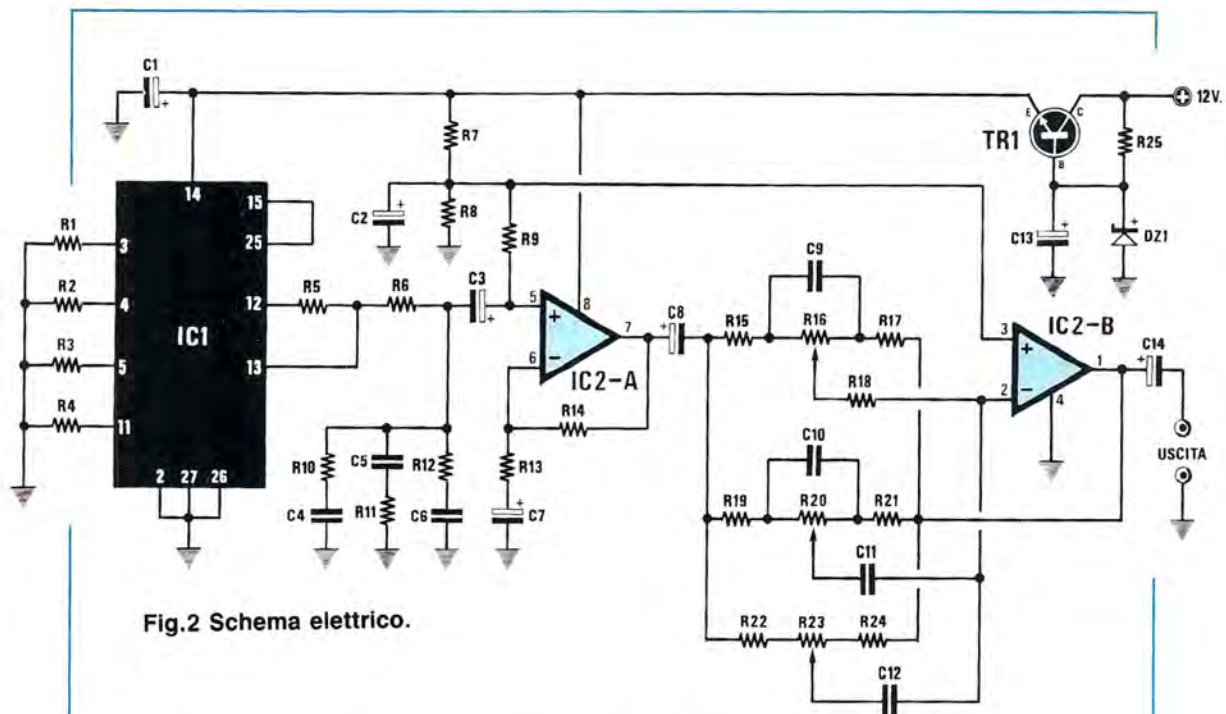 C1
+
12V.
E
C
TR1
B
R25
R7
14
15
25
R1
3
C2
+
R8
R9
C13
+
+
DZ1
R2
4
12
R5
R6
C3
+
5
+
8
7
C8
+
R15
C9
R16
R17
IC1
R3
5
13
6
−
IC2-A
R18
3
+
IC2-B
1
C14
+
2
−
4
R4
11
R14
C10
USCITA
2
27
26
R10
C5
R12
R13
R19
R20
R21
C4
R11
C6
+
C7
C11
R22
R23
R24
C12
Fig.2 Schema elettrico.